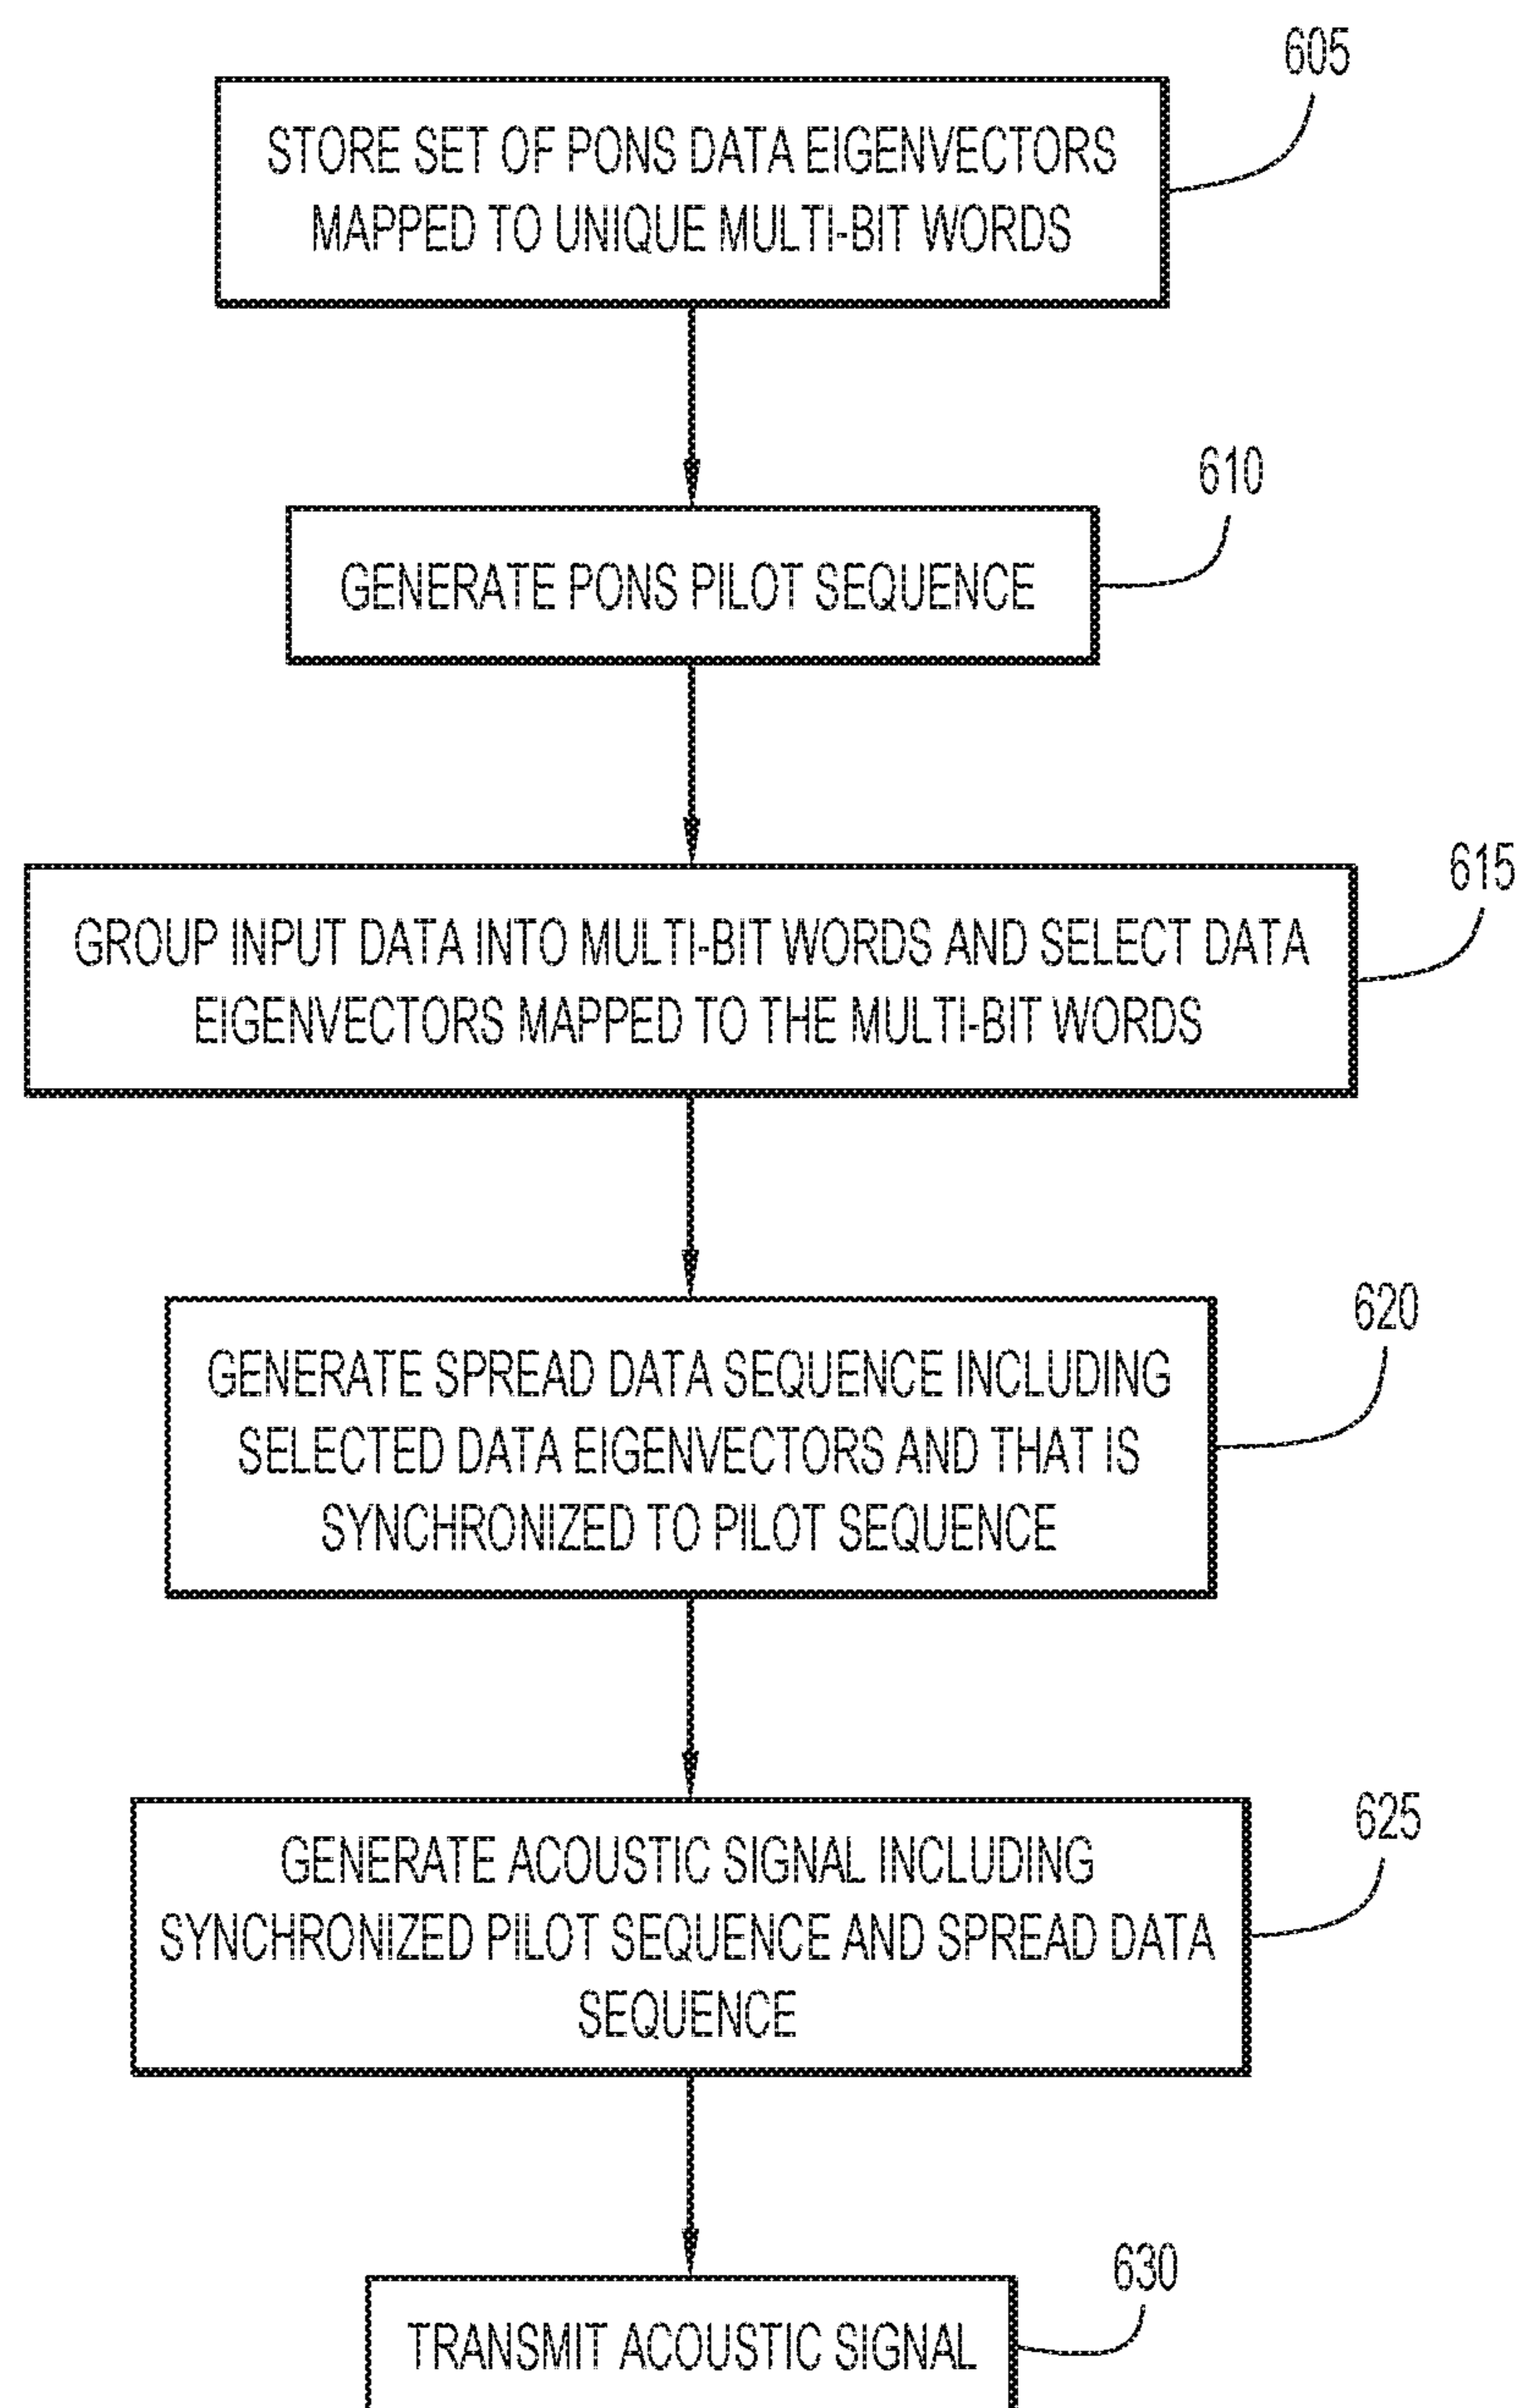 605
STORE SET OF PONS DATA EIGENVECTORS
MAPPED TO UNIQUE MULTI-BIT WORDS
610
GENERATE PONS PILOT SEQUENCE
615
GROUP INPUT DATA INTO MULTI-BIT WORDS AND SELECT DATA
EIGENVECTORS MAPPED TO THE MULTI-BIT WORDS
620
GENERATE SPREAD DATA SEQUENCE INCLUDING
SELECTED DATA EIGENVECTORS AND THAT IS
SYNCHRONIZED TO PILOT SEQUENCE
625
GENERATE ACOUSTIC SIGNAL INCLUDING
SYNCHRONIZED PILOT SEQUENCE AND SPREAD DATA
SEQUENCE
630
TRANSMIT ACOUSTIC SIGNAL